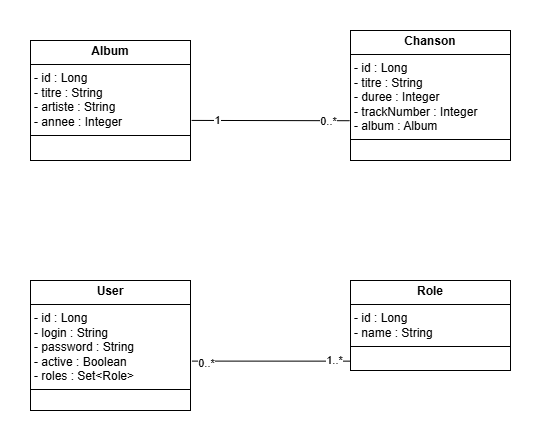 Album
- id : Long
- titre : String
- artiste : String
- annee : Integer
1
0..*
Chanson
- id : Long
- titre : String
- duree : Integer
- trackNumber : Integer
- album : Album
User
- id : Long
- login : String
- password : String
- active : Boolean
- roles : Set<Role>
0..*
1..*
Role
- id : Long
- name : String